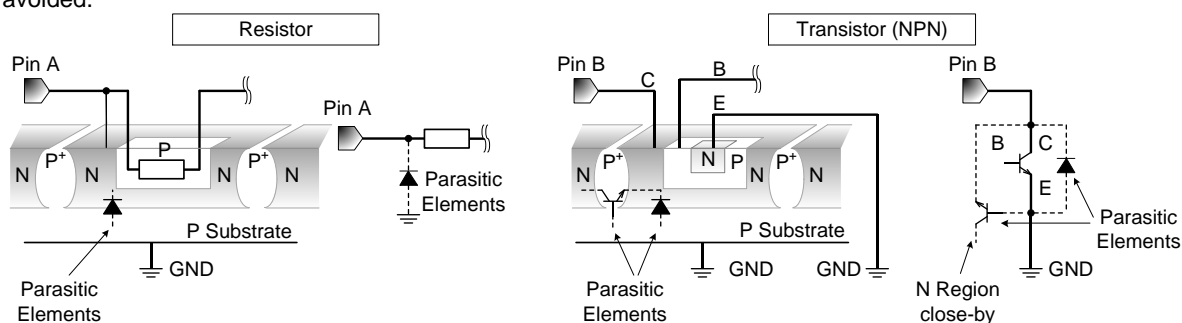 avoided.
Resistor
Transistor (NPN)
Pin A
Pin A
P
N
P+
N
N
P+
N
Parasitic
Elements
P Substrate
GND
Parasitic
Elements
Pin B
C
B
E
N
P+
N
N
P
N
P+
N
P Substrate
GND
GND
Parasitic
Elements
Pin B
B
C
E
Parasitic
Elements
GND
N Region
close-by